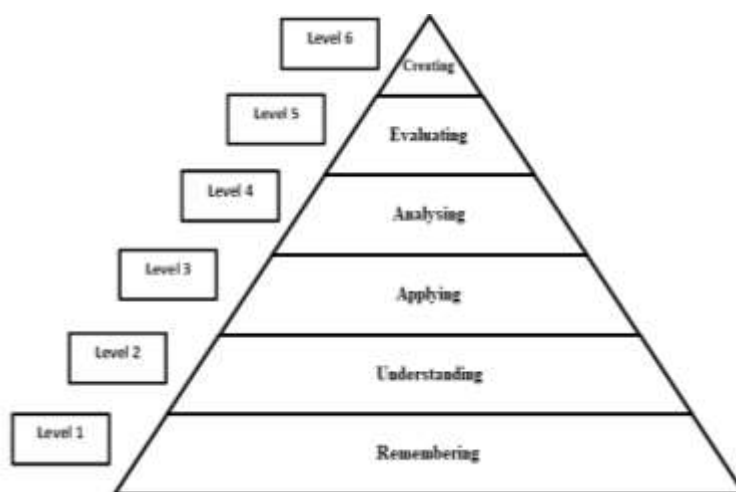 Level 6
Creating
Level 5
Evaluating
Level 4
Analysing
Level 3
Applying
Level 2
Understanding
Level 1
Remembering